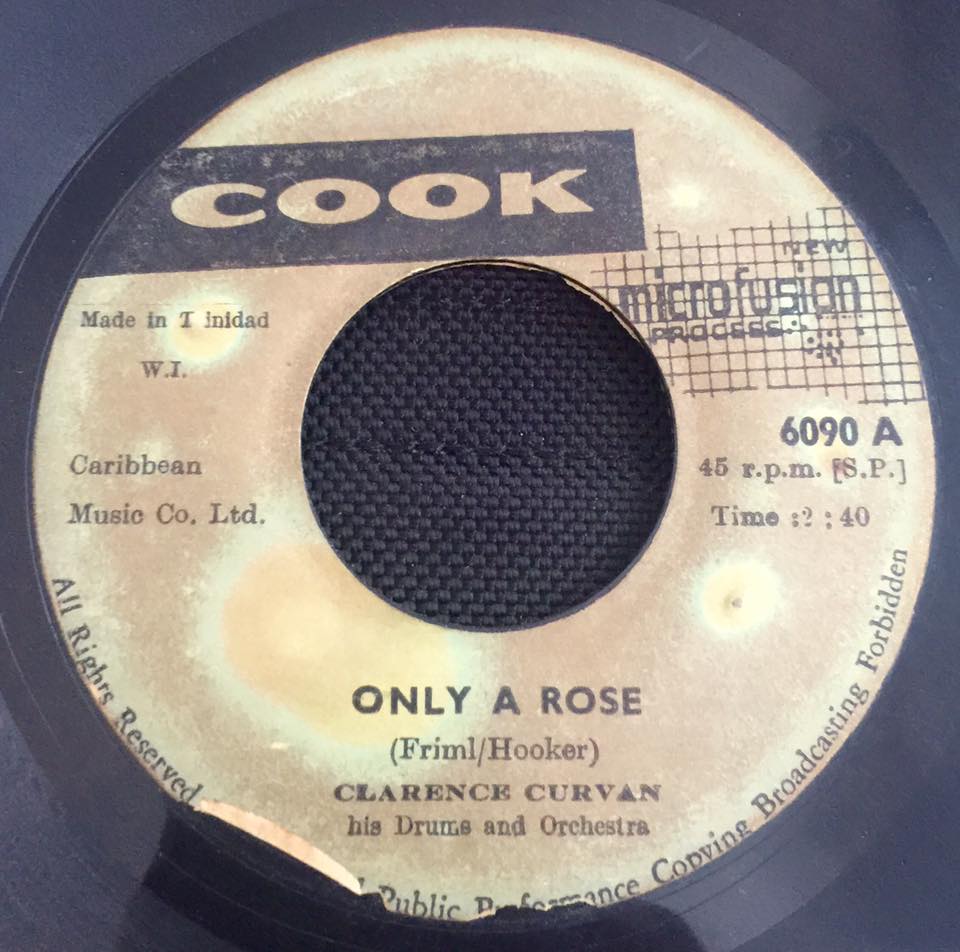 COOK
new
microfusion
PROCESS
Made in T inidad
W.I.
6090 A
Caribbean
45 r.p.m. [S.P.]
Music Co. Ltd.
Time :2 : 40
ONLY A ROSE
(Friml/Hooker)
CLARENCE CURVAN
his Drums and Orchestra
All Rights Reserved. Public Performance Copying Broadcasting Forbidden